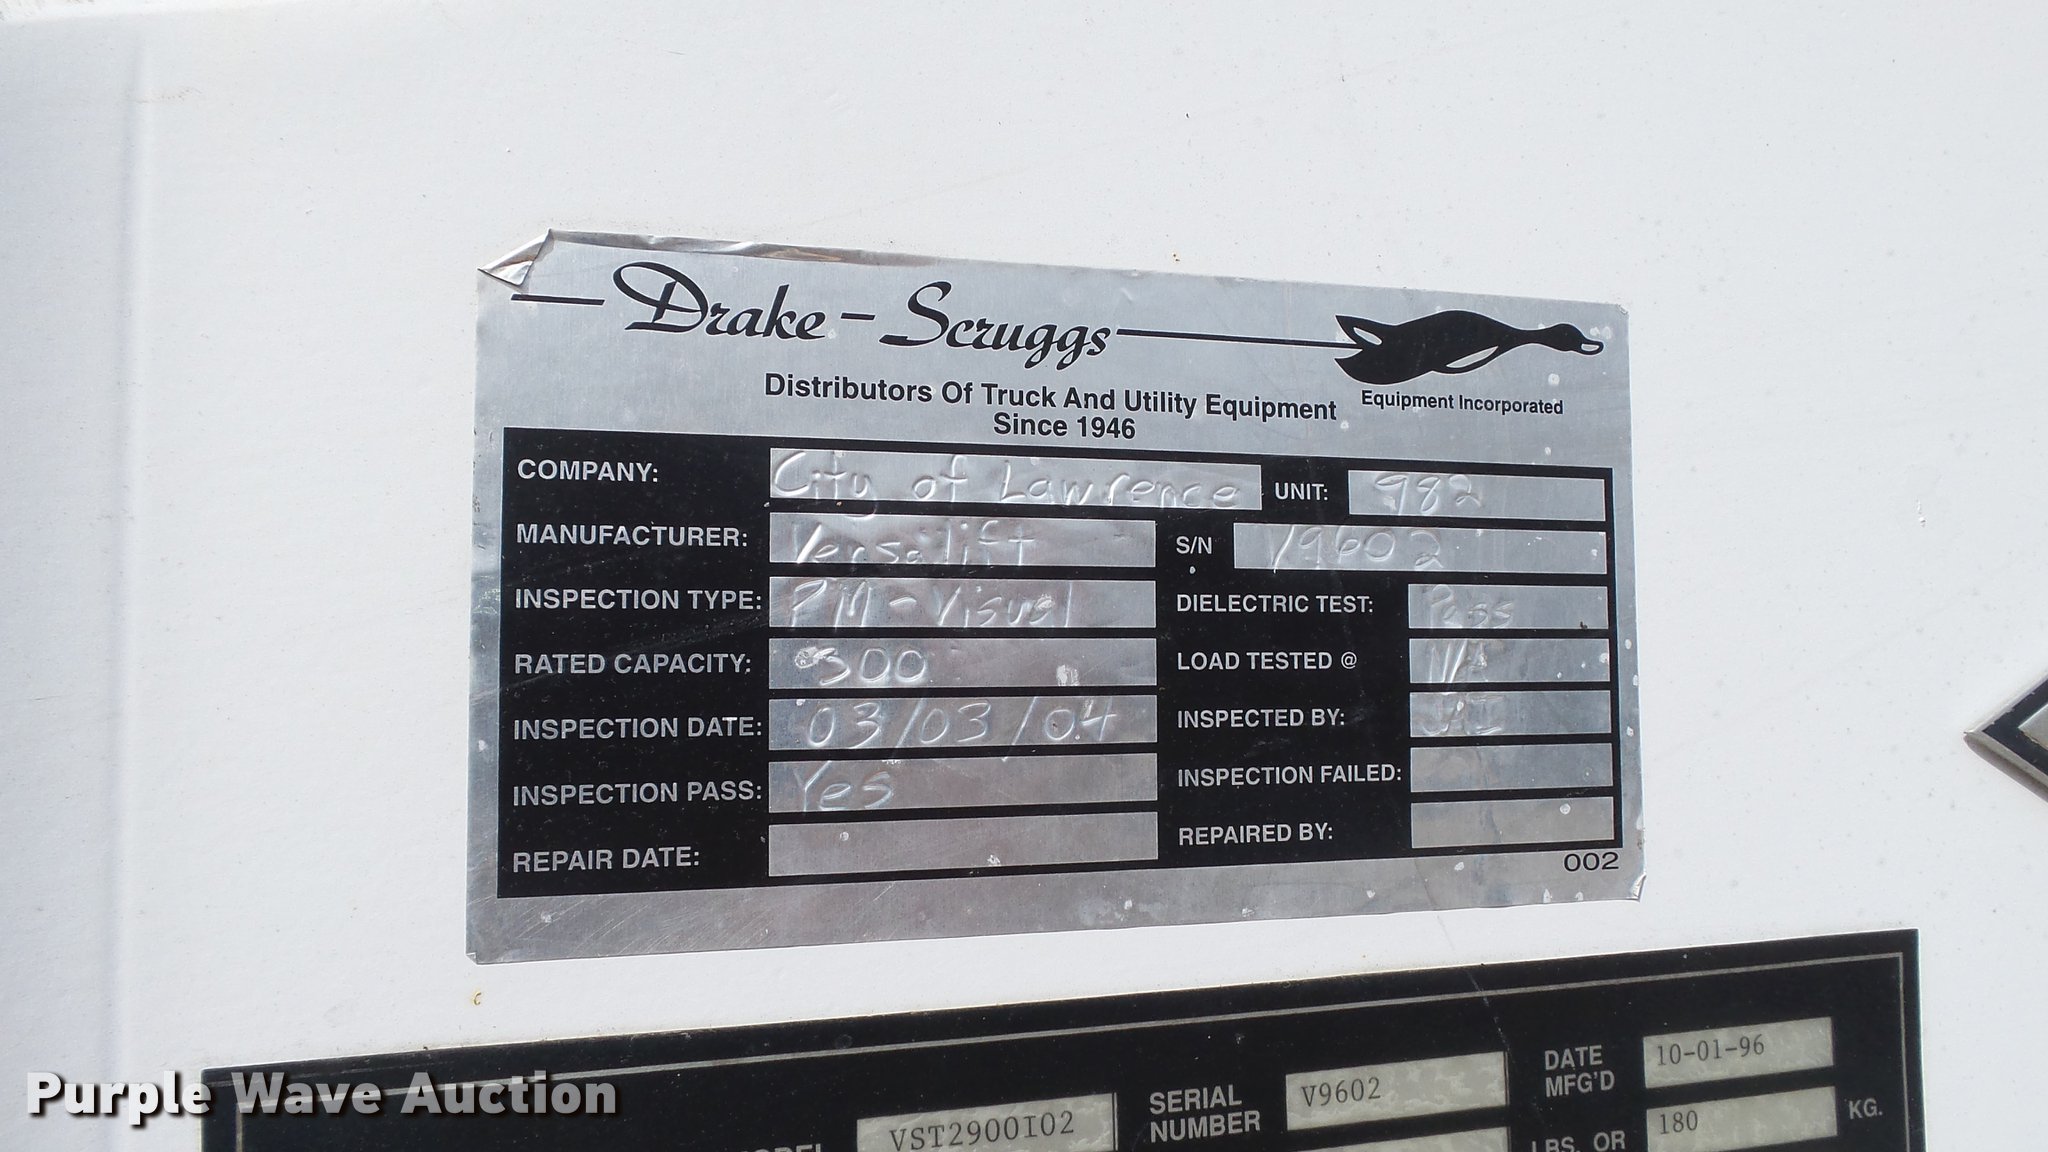 Drake-Scruggs
Equipment Incorporated
Distributors Of Truck And Utility Equipment
Since 1946
COMPANY: City of Lawrence UNIT: 982
MANUFACTURER: Versalift S/N V9602
INSPECTION TYPE: PM-Visual DIELECTRIC TEST: Pass
RATED CAPACITY: 300 LOAD TESTED @ N/A
INSPECTION DATE: 03/03/04 INSPECTED BY:
INSPECTION PASS: Yes INSPECTION FAILED:
REPAIR DATE: REPAIRED BY:
002
VST2900I02 SERIAL NUMBER V9602 DATE MFG'D 10-01-96
LBS. OR 180 KG.
Purple Wave Auction